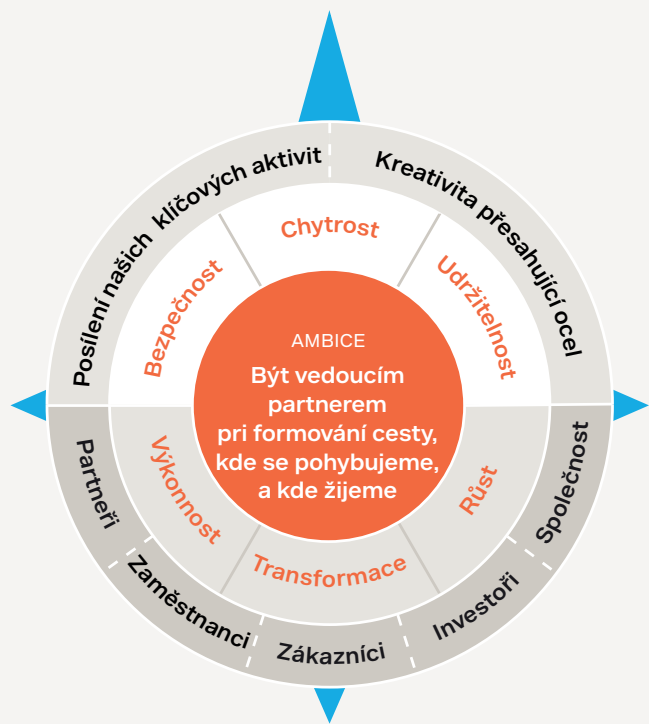 Posílení našich klíčových aktivit
Kreativita přesahující ocel
Bezpečnost
Chytrost
Udržitelnost
AMBICE
Být vedoucím
partnerem
pri formování cesty,
kde se pohybujeme,
a kde žijeme
Výkonnost
Transformace
Růst
Partneři
Zaměstnanci
Zákazníci
Investoři
Společnost